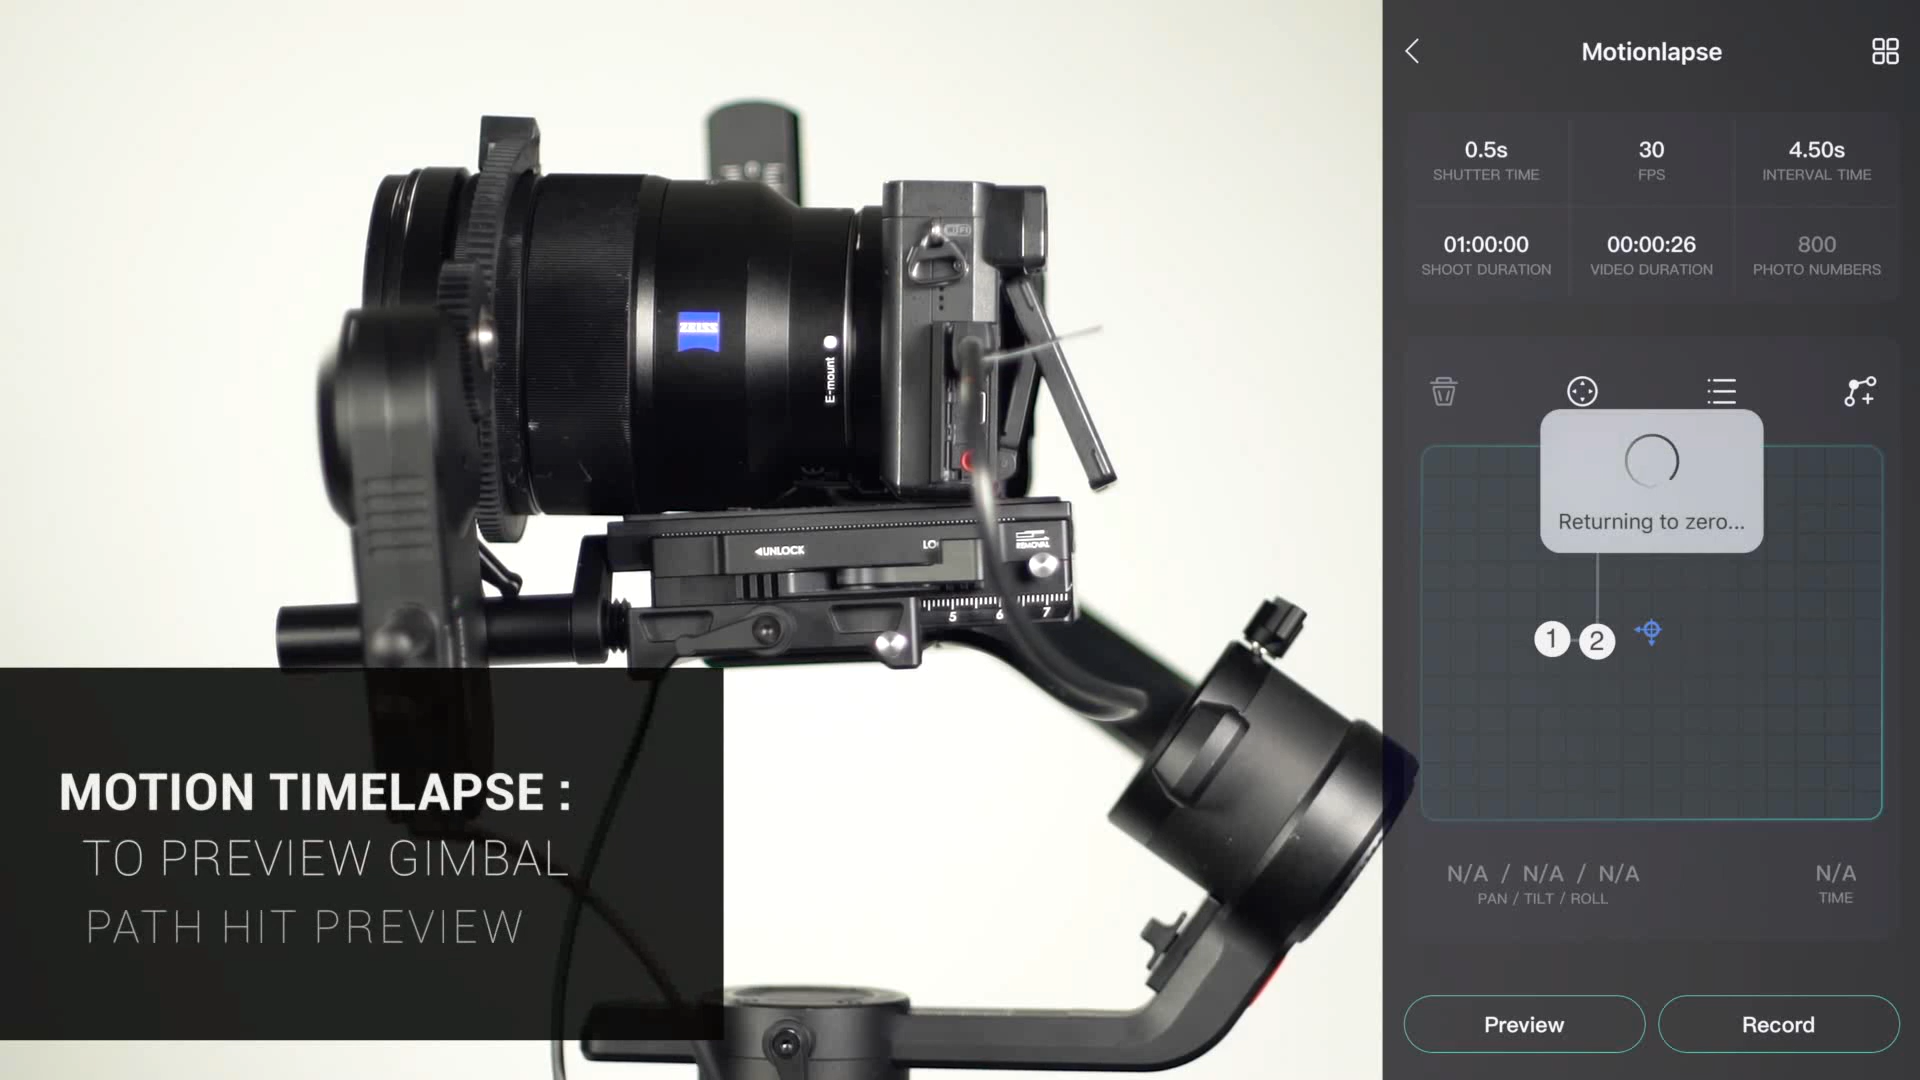 Motionlapse
0.5s
SHUTTER TIME
30
FPS
4.50s
INTERVAL TIME
01:00:00
SHOOT DURATION
00:00:26
VIDEO DURATION
800
PHOTO NUMBERS
Returning to zero...
1
2
N/A / N/A / N/A
PAN / TILT / ROLL
N/A
TIME
Preview
Record
ZEISS
E-mount
WiFi
◀UNLOCK
REMOVAL
5 6 7
MOTION TIMELAPSE :
TO PREVIEW GIMBAL
PATH HIT PREVIEW